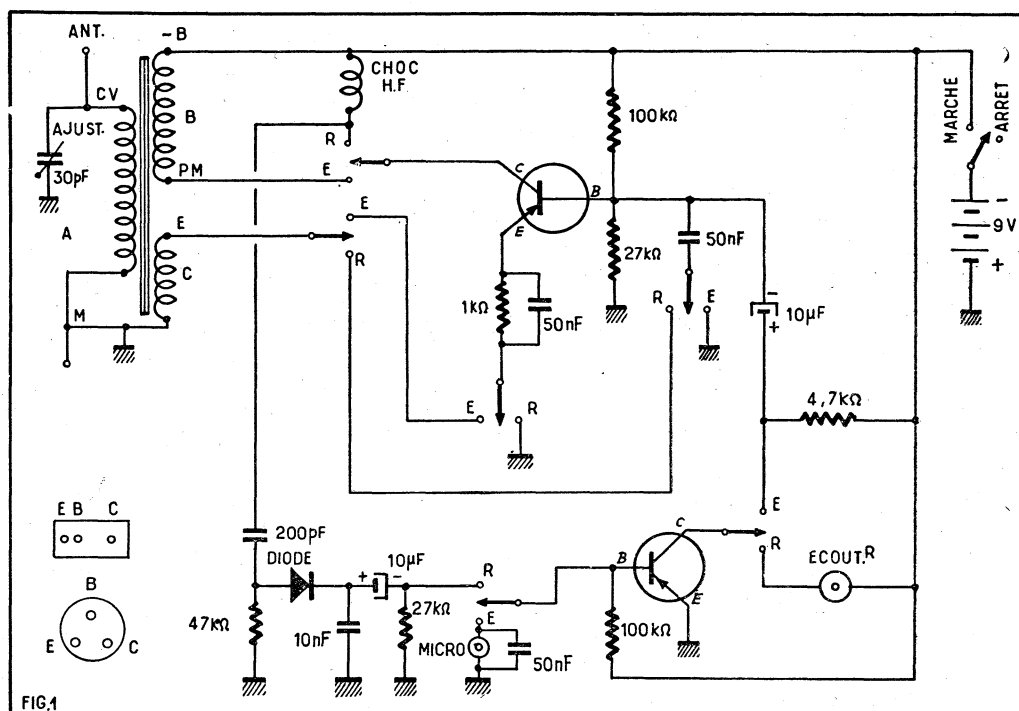 ANT.
-B
CHOC
H.F.
CV
AJUST.
30pF
B
PM
A
E
C
M
R
E
E
R
C
B
E
100kΩ
27kΩ
50nF
1kΩ
50nF
R
E
10µF
-
+
MARCHE
ARRET
-
9V
+
4,7kΩ
E
R
E B C
B
E C
200pF
DIODE
47kΩ
10nF
+ 10µF -
27kΩ
R
E
MICRO
50nF
B
C
E
100kΩ
E
R
ECOUT.R
FIG.1